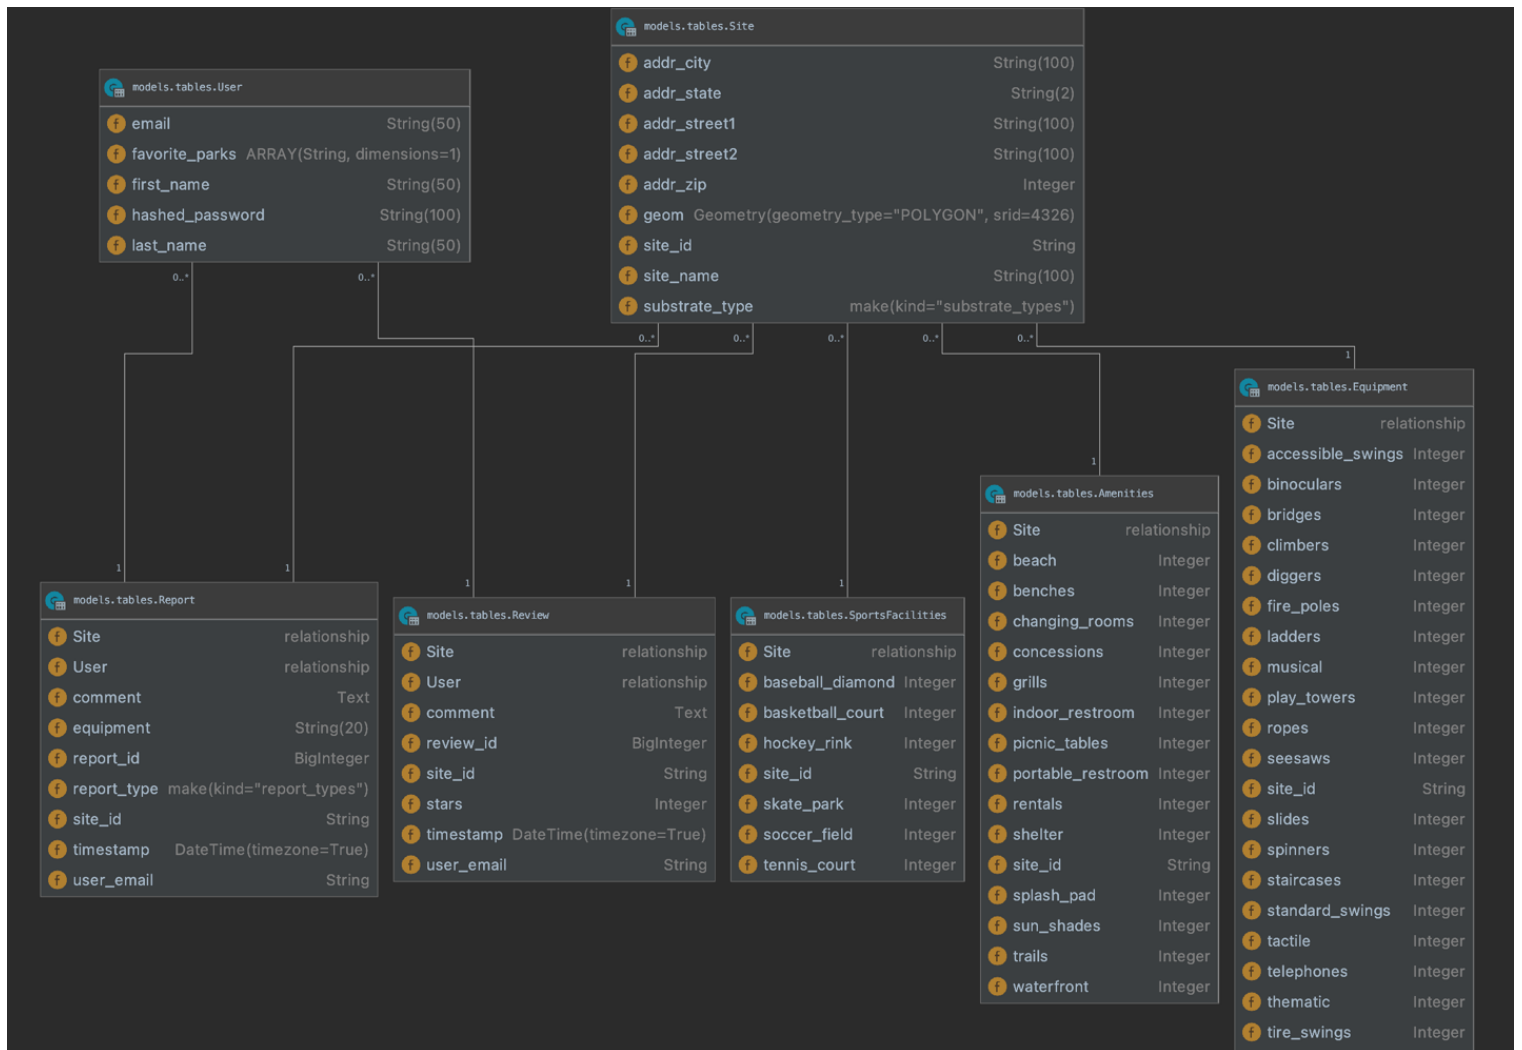 models.tables.User
email String(50)
favorite_parks ARRAY(String, dimensions=1)
first_name String(50)
hashed_password String(100)
last_name String(50)
0..*
0..*
models.tables.Site
addr_city String(100)
addr_state String(2)
addr_street1 String(100)
addr_street2 String(100)
addr_zip Integer
geom Geometry(geometry_type="POLYGON", srid=4326)
site_id String
site_name String(100)
substrate_type make(kind="substrate_types")
0..*
0..*
0..*
0..*
0..*
1
models.tables.Report
Site relationship
User relationship
comment Text
equipment String(20)
report_id BigInteger
report_type make(kind="report_types")
site_id String
timestamp DateTime(timezone=True)
user_email String
1
1
models.tables.Review
Site relationship
User relationship
comment Text
review_id BigInteger
site_id String
stars Integer
timestamp DateTime(timezone=True)
user_email String
1
1
models.tables.SportsFacilities
Site relationship
baseball_diamond Integer
basketball_court Integer
hockey_rink Integer
site_id String
skate_park Integer
soccer_field Integer
tennis_court Integer
1
models.tables.Amenities
Site relationship
beach Integer
benches Integer
changing_rooms Integer
concessions Integer
grills Integer
indoor_restroom Integer
picnic_tables Integer
portable_restroom Integer
rentals Integer
shelter Integer
site_id String
splash_pad Integer
sun_shades Integer
trails Integer
waterfront Integer
1
models.tables.Equipment
Site relationship
accessible_swings Integer
binoculars Integer
bridges Integer
climbers Integer
diggers Integer
fire_poles Integer
ladders Integer
musical Integer
play_towers Integer
ropes Integer
seesaws Integer
site_id String
slides Integer
spinners Integer
staircases Integer
standard_swings Integer
tactile Integer
telephones Integer
thematic Integer
tire_swings Integer